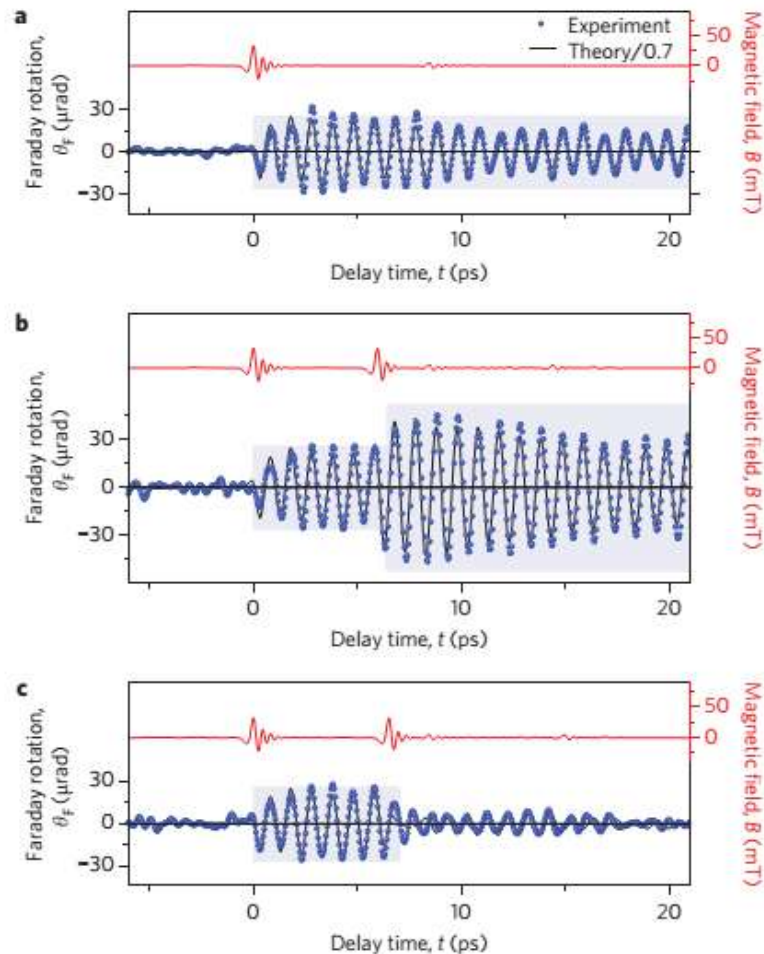 a
Experiment
Theory/0.7
Faraday rotation,
θF (μrad)
30
0
−30
50
0
Magnetic field, B (mT)
0
10
20
Delay time, t (ps)
b
Faraday rotation,
θF (μrad)
30
0
−30
50
0
Magnetic field, B (mT)
0
10
20
Delay time, t (ps)
c
Faraday rotation,
θF (μrad)
30
0
−30
50
0
Magnetic field, B (mT)
0
10
20
Delay time, t (ps)